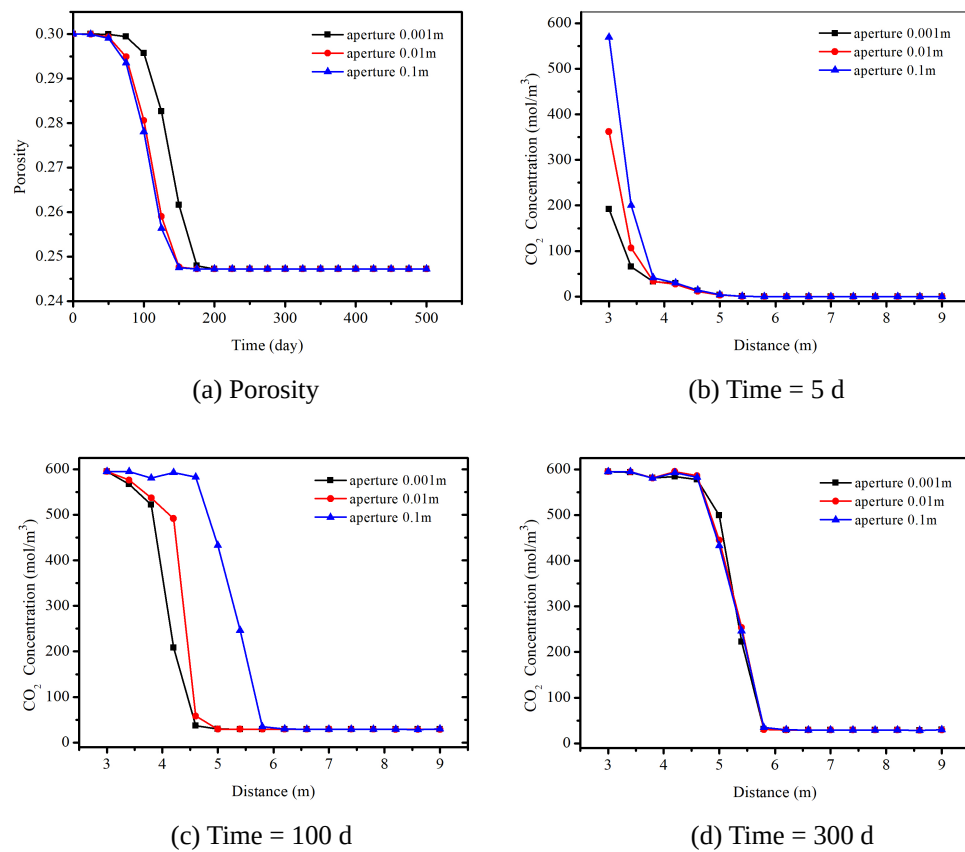 0.30
0.29
0.28
0.27
0.26
0.25
0.24
Porosity
0 100 200 300 400 500
Time (day)
aperture 0.001m
aperture 0.01m
aperture 0.1m
(a) Porosity
600
500
400
300
200
100
0
CO₂ Concentration (mol/m³)
3 4 5 6 7 8 9
Distance (m)
aperture 0.001m
aperture 0.01m
aperture 0.1m
(b) Time = 5 d
600
500
400
300
200
100
0
CO₂ Concentration (mol/m³)
3 4 5 6 7 8 9
Distance (m)
aperture 0.001m
aperture 0.01m
aperture 0.1m
(c) Time = 100 d
600
500
400
300
200
100
0
CO₂ Concentration (mol/m³)
3 4 5 6 7 8 9
Distance (m)
aperture 0.001m
aperture 0.01m
aperture 0.1m
(d) Time = 300 d